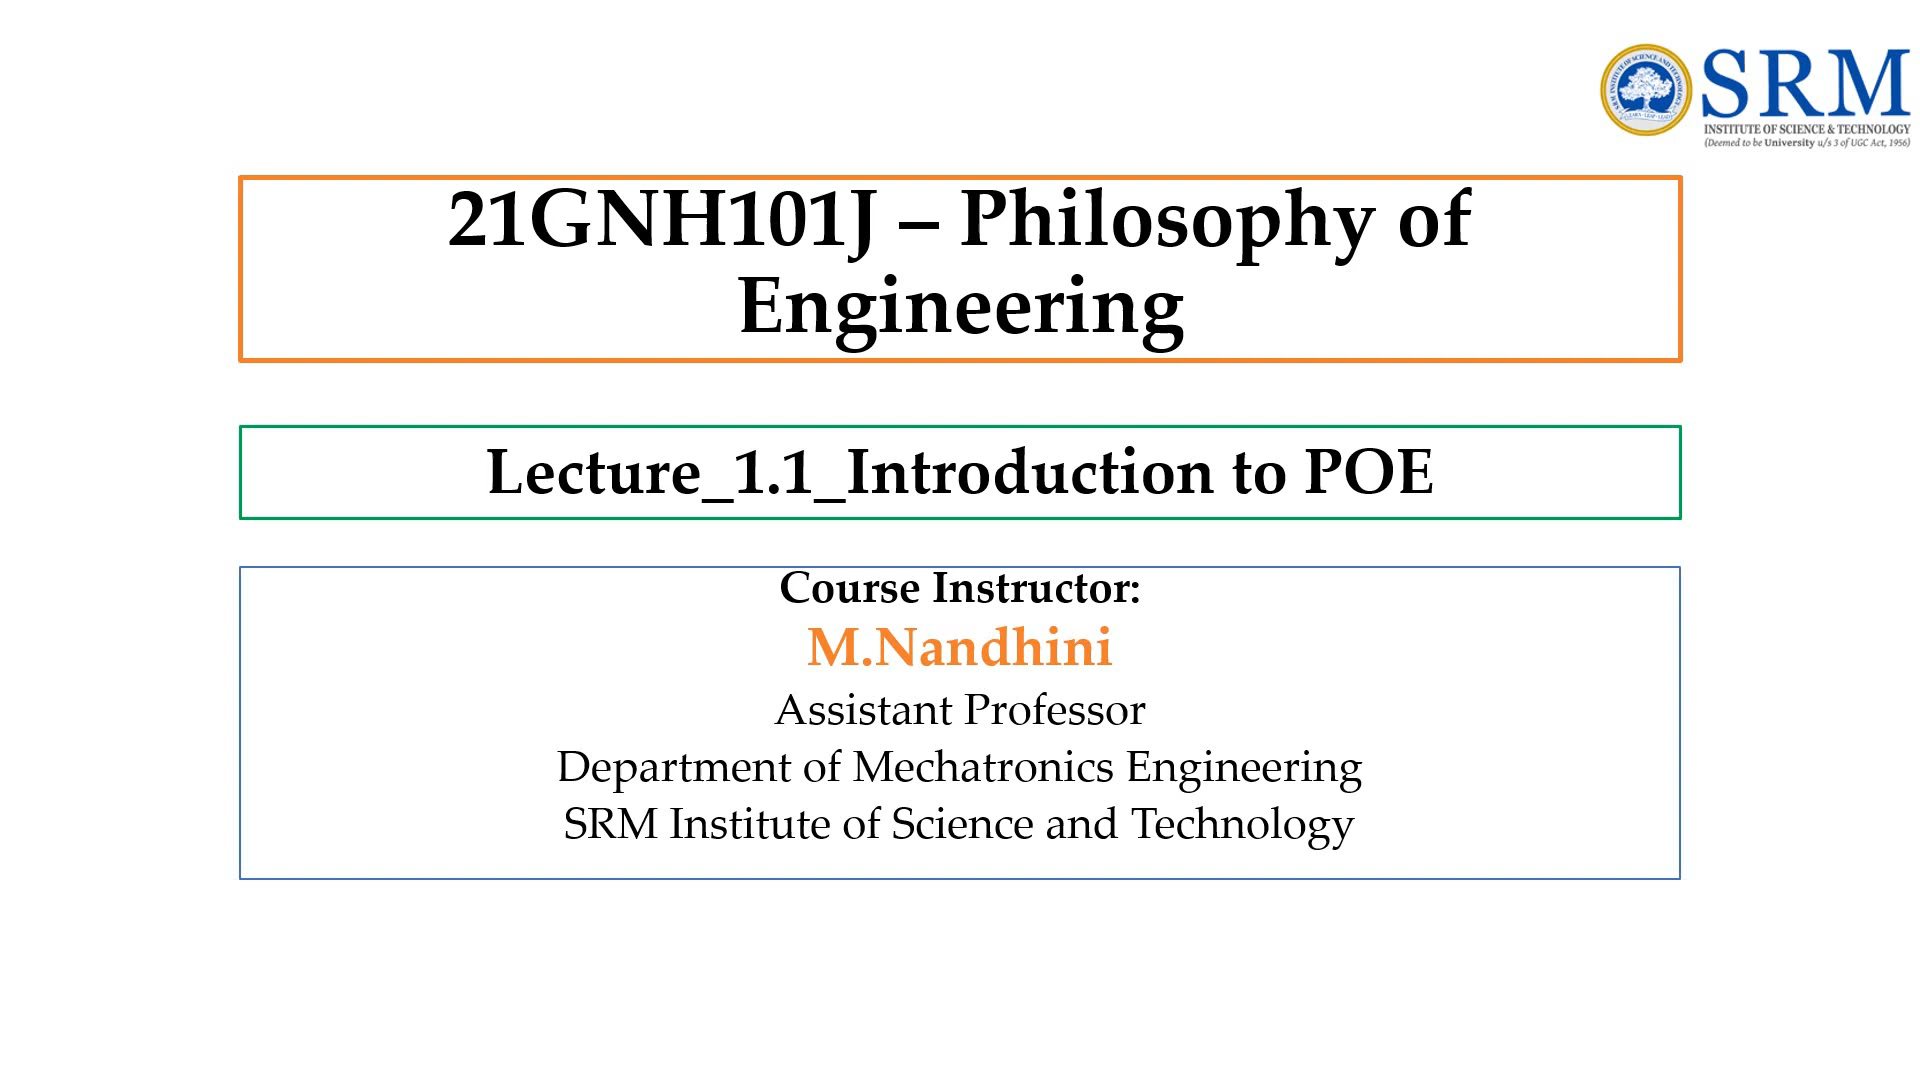 SRM
INSTITUTE OF SCIENCE & TECHNOLOGY
(Deemed to be University u/s 3 of UGC Act, 1956)
21GNH101J – Philosophy of
Engineering
Lecture_1.1_Introduction to POE
Course Instructor:
M.Nandhini
Assistant Professor
Department of Mechatronics Engineering
SRM Institute of Science and Technology